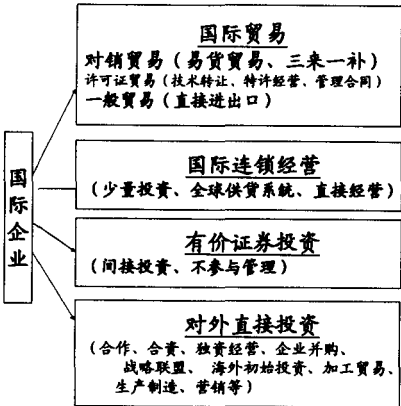 国际企业
国际贸易
对销贸易(易货贸易、三来一补)
许可证贸易(技术转让、特许经营、管理合同)
一般贸易(直接进出口)
国际连锁经营
(少量投资、全球供货系统、直接经营)
有价证券投资
(间接投资、不参与管理)
对外直接投资
(合作、合资、独资经营、企业并购、
战略联盟、海外初始投资、加工贸易、
生产制造、营销等)